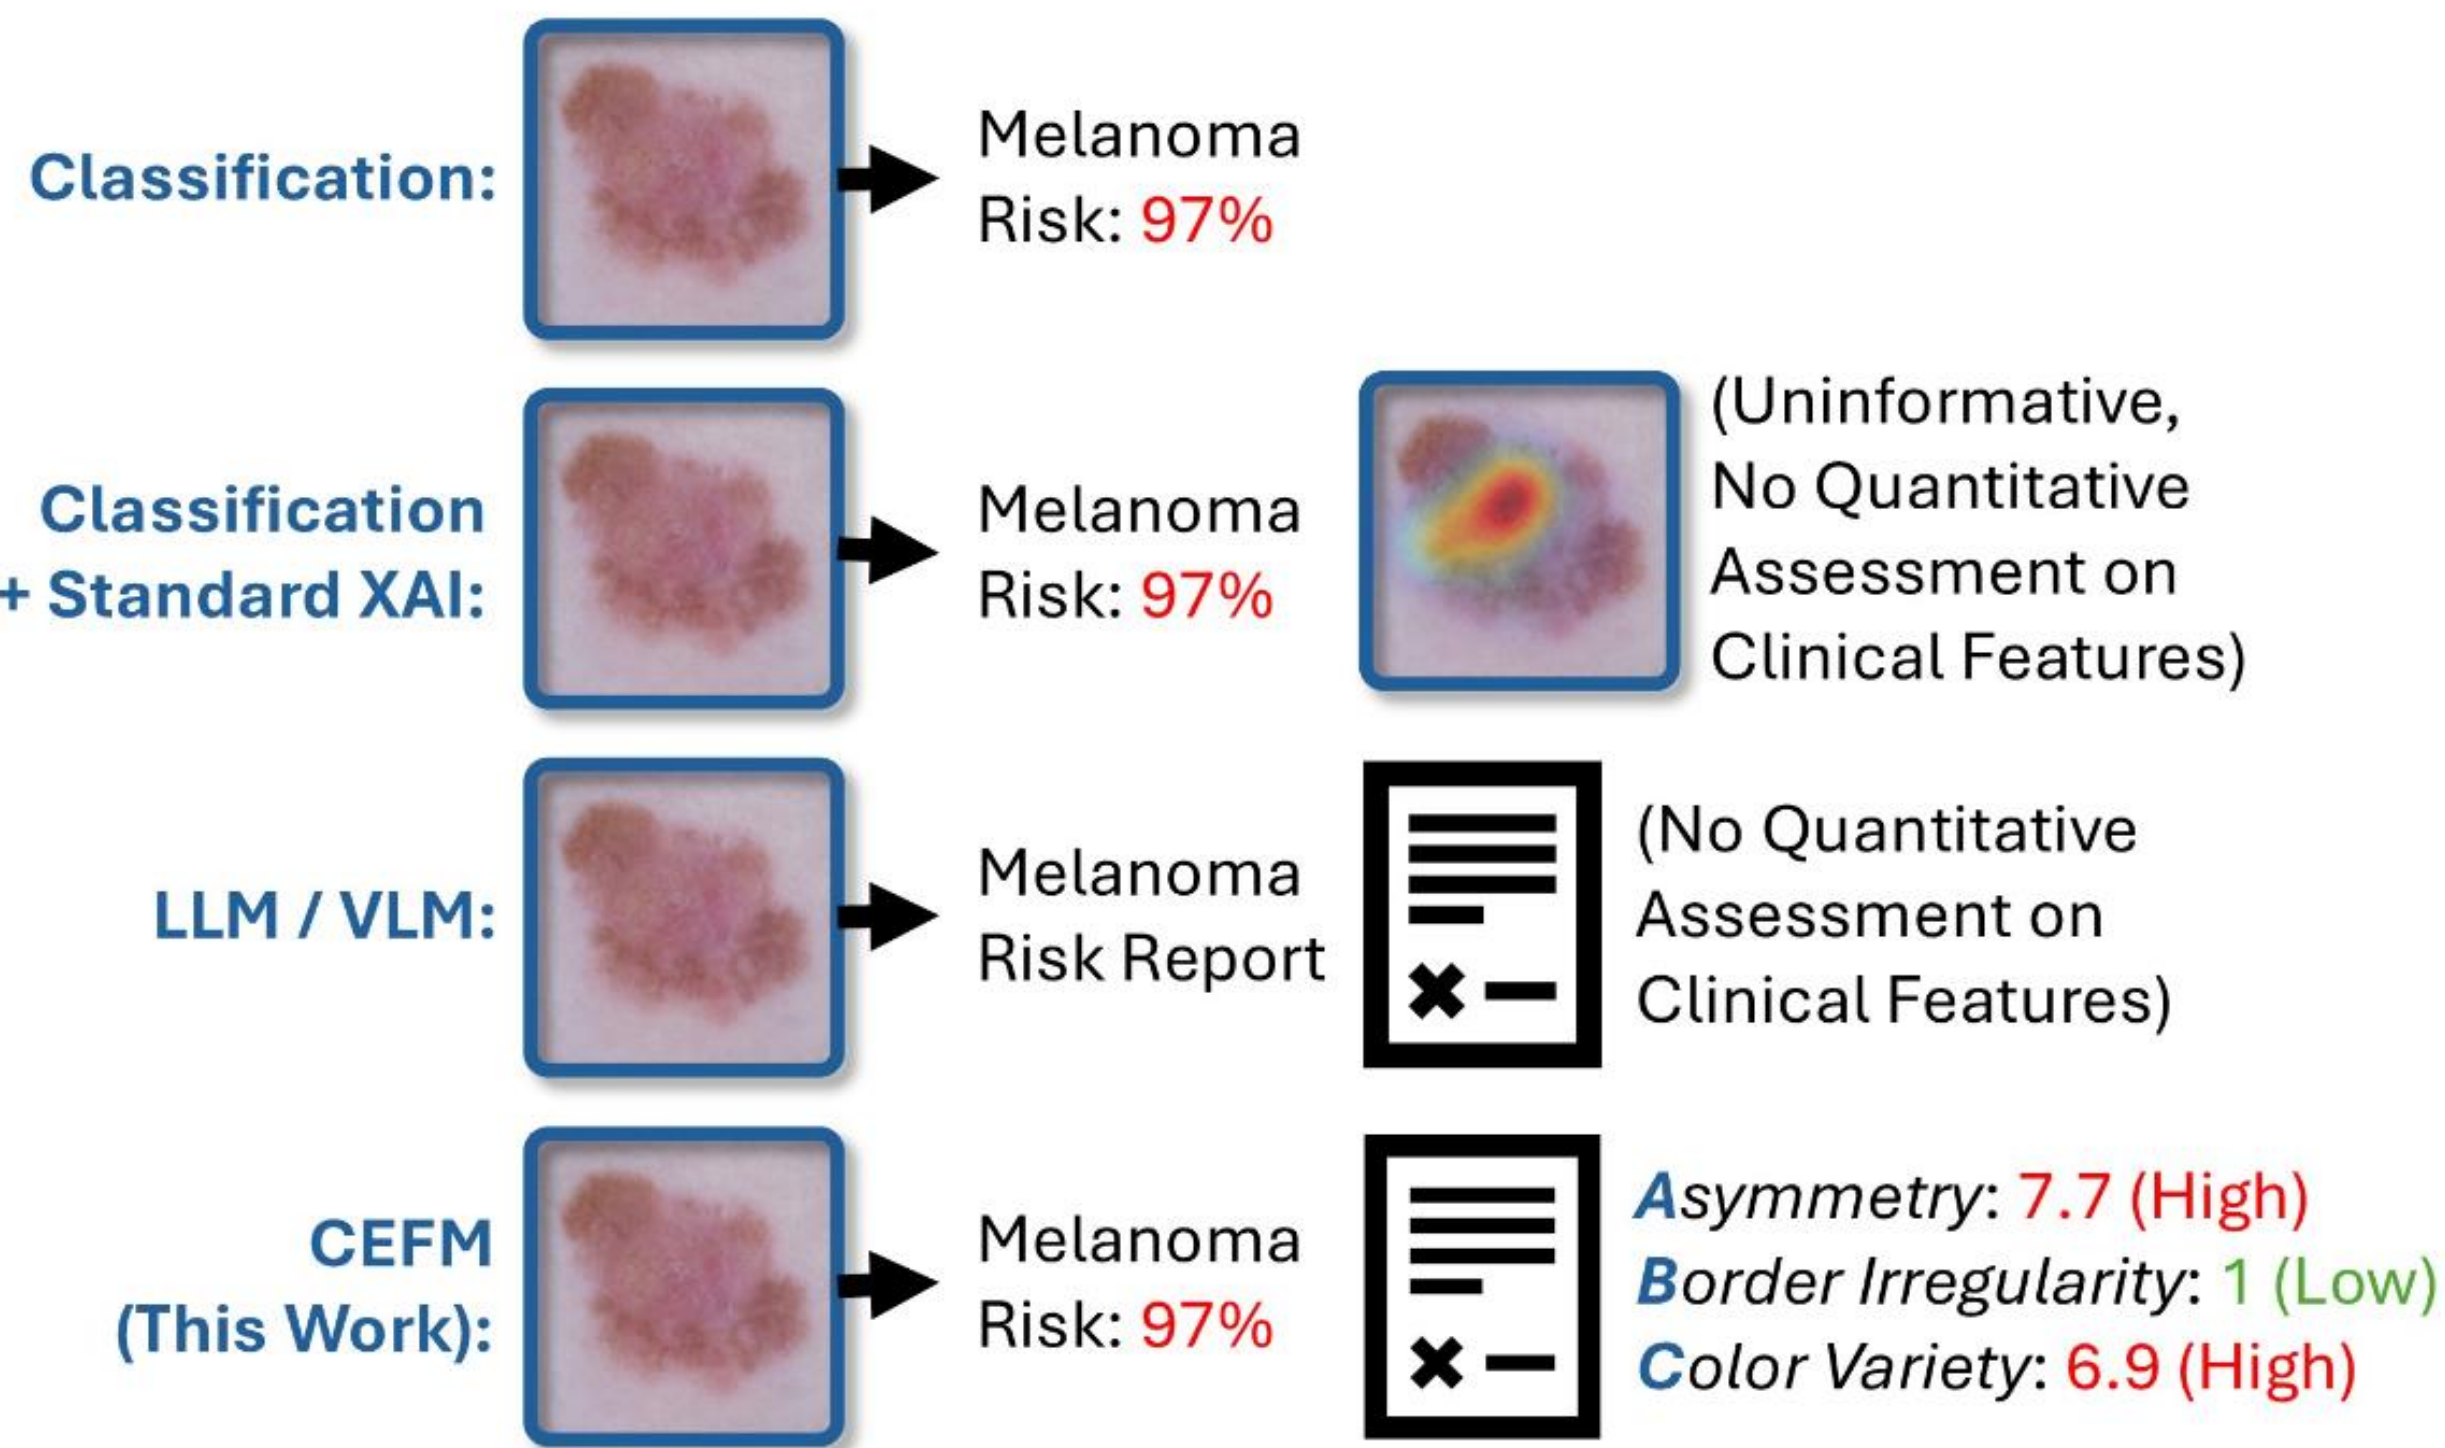 Classification:
Melanoma
Risk: 97%
Classification
+ Standard XAI:
Melanoma
Risk: 97%
(Uninformative,
No Quantitative
Assessment on
Clinical Features)
LLM / VLM:
Melanoma
Risk Report
(No Quantitative
Assessment on
Clinical Features)
CEFM
(This Work):
Melanoma
Risk: 97%
Asymmetry: 7.7 (High)
Border Irregularity: 1 (Low)
Color Variety: 6.9 (High)